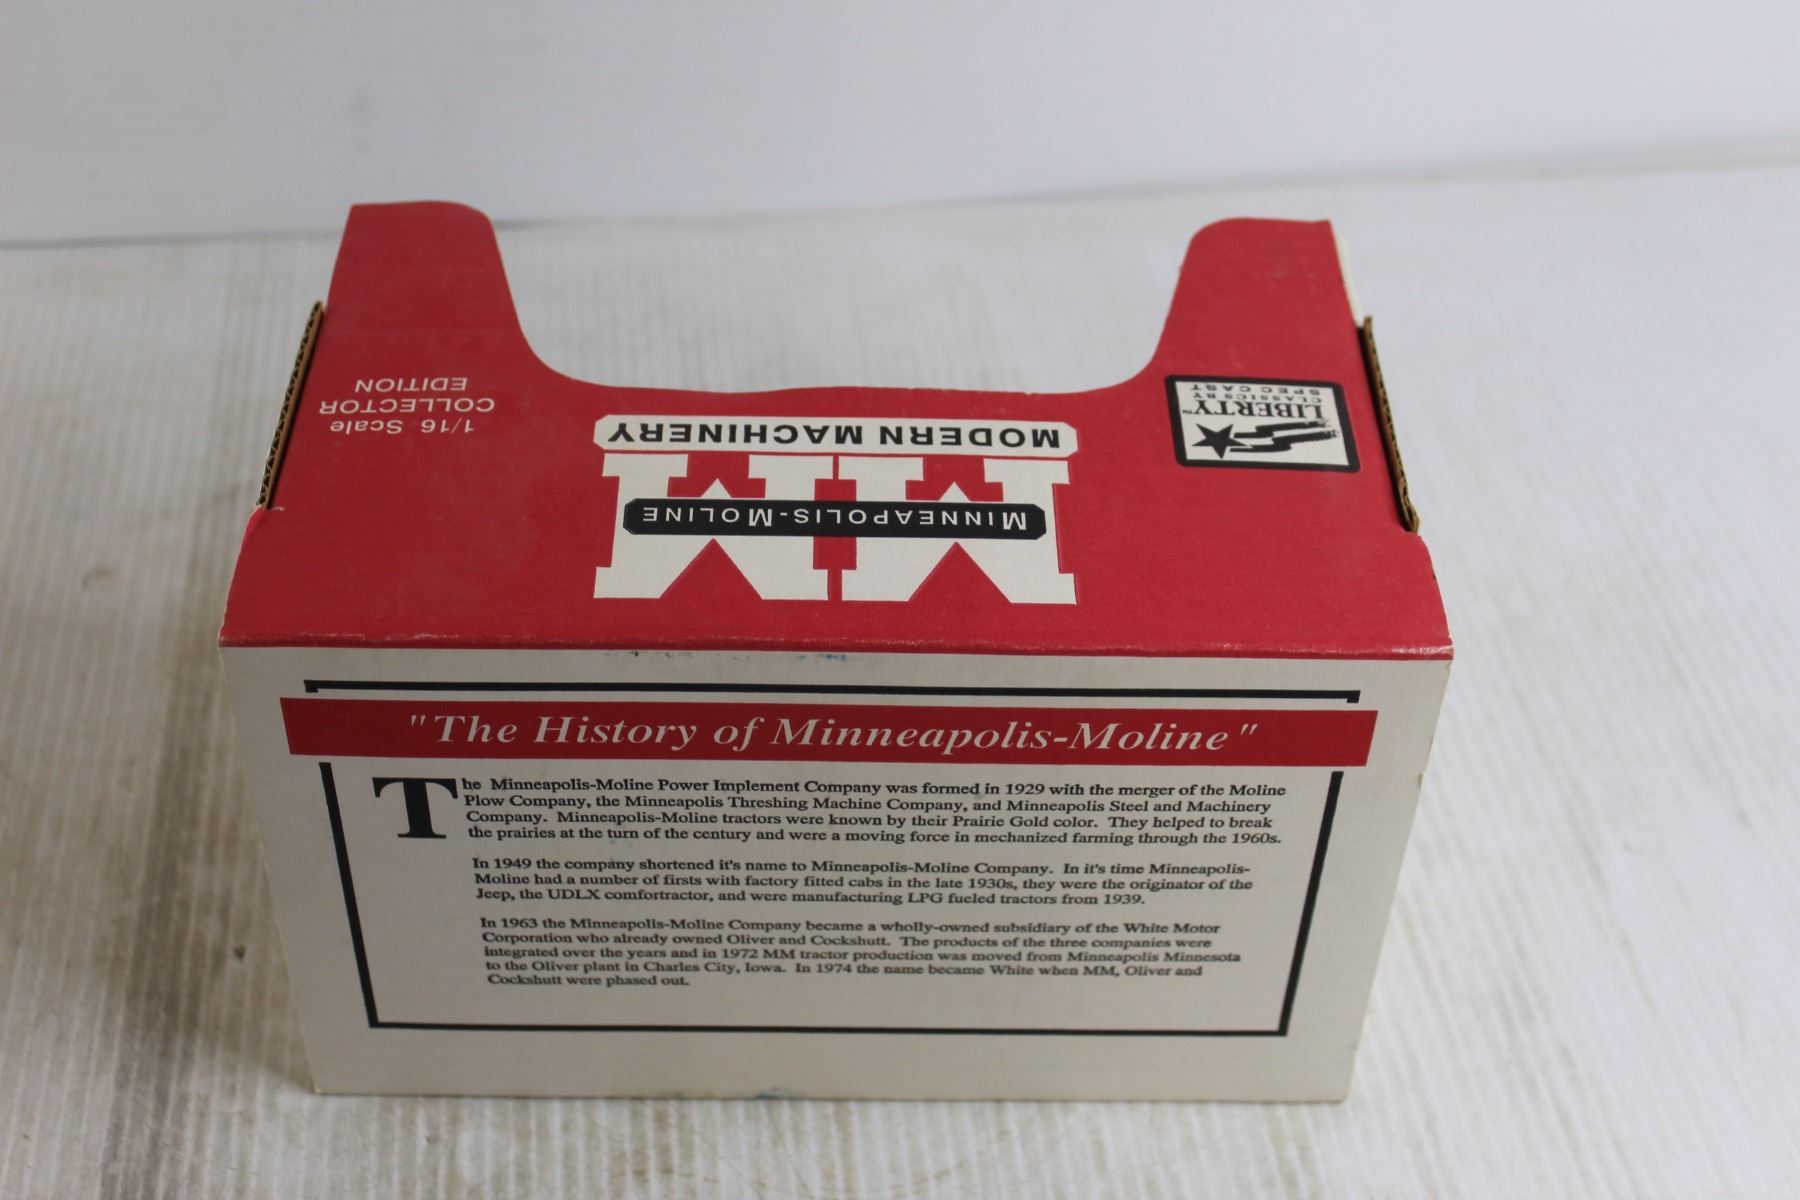 1/16 Scale
COLLECTOR
EDITION
MODERN MACHINERY
MM
MINNEAPOLIS-MOLINE
LIBERTY™
CLASSICS BY
SPEC CAST
"The History of Minneapolis-Moline"
The Minneapolis-Moline Power Implement Company was formed in 1929 with the merger of the Moline
Plow Company, the Minneapolis Threshing Machine Company, and Minneapolis Steel and Machinery
Company. Minneapolis-Moline tractors were known by their Prairie Gold color. They helped to break
the prairies at the turn of the century and were a moving force in mechanized farming through the 1960s.
In 1949 the company shortened it's name to Minneapolis-Moline Company. In it's time Minneapolis-
Moline had a number of firsts with factory fitted cabs in the late 1930s, they were the originator of the
Jeep, the UDLX comfortractor, and were manufacturing LPG fueled tractors from 1939.
In 1963 the Minneapolis-Moline Company became a wholly-owned subsidiary of the White Motor
Corporation who already owned Oliver and Cockshutt. The products of the three companies were
integrated over the years and in 1972 MM tractor production was moved from Minneapolis Minnesota
to the Oliver plant in Charles City, Iowa. In 1974 the name became White when MM, Oliver and
Cockshutt were phased out.